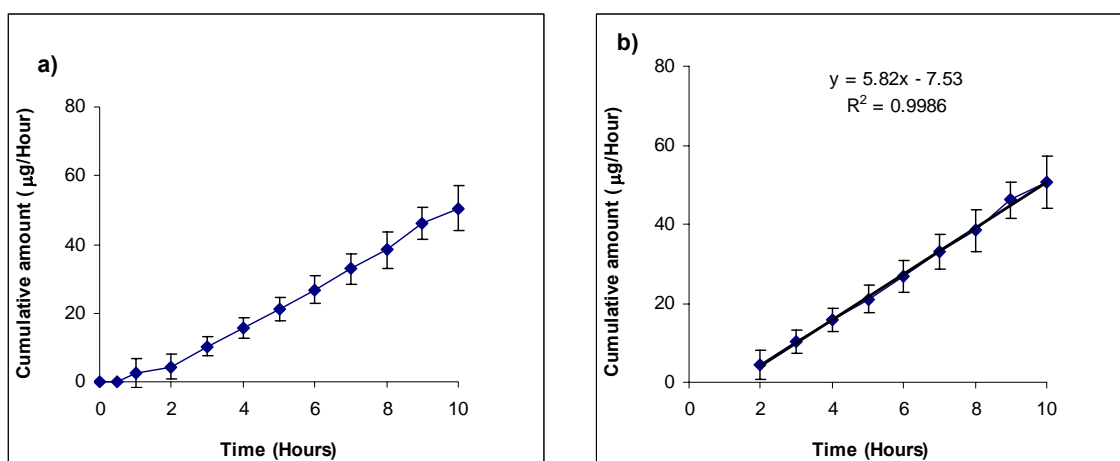 a)
Cumulative amount ( µg/Hour)
80
60
40
20
0
0 2 4 6 8 10
Time (Hours)
b)
y = 5.82x - 7.53
R² = 0.9986
Cumulative amount ( µg/Hour)
80
60
40
20
0
0 2 4 6 8 10
Time (Hours)